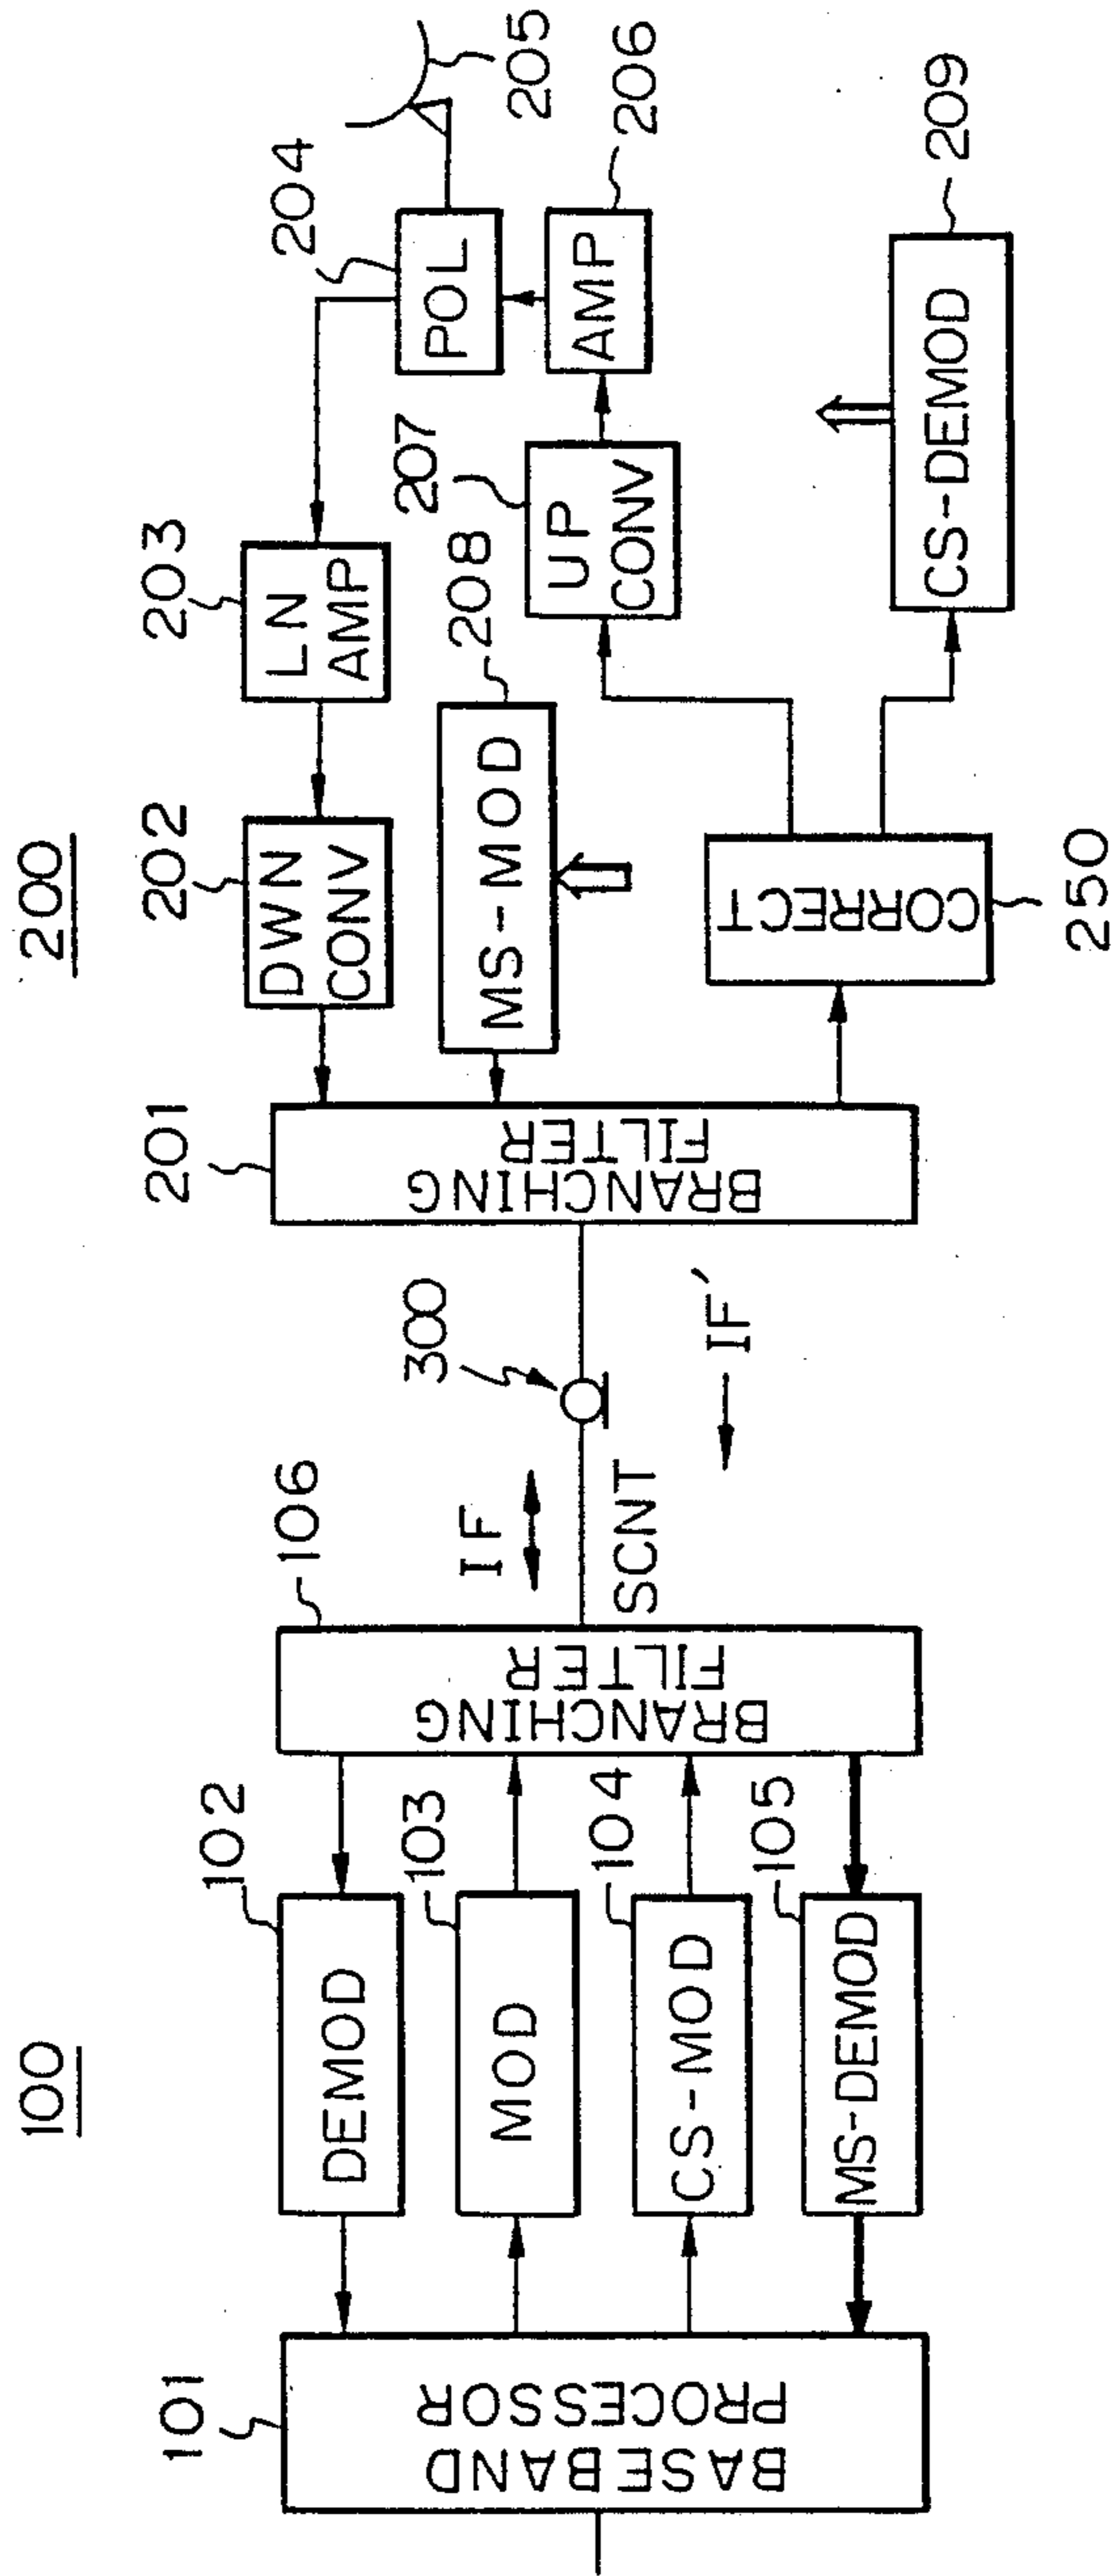 100
200
101
BASEBAND
PROCESSOR
102
DEMOD
103
MOD
104
CS-MOD
105
MS-DEMOD
106
BRANCHING
FILTER
IF
SCNT
300
IF'
201
BRANCHING
FILTER
202
DWN
CONV
203
LN
AMP
204
POL
205
206
AMP
207
UP
CONV
208
MS-MOD
CORRECT
250
209
CS-DEMOD